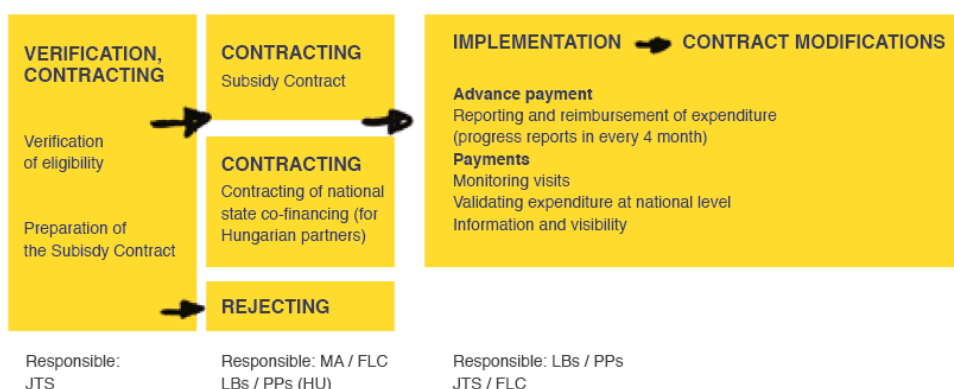 VERIFICATION,
CONTRACTING
Verification
of eligibility
Preparation of
the Subisdy Contract
CONTRACTING
Subsidy Contract
CONTRACTING
Contracting of national
state co-financing (for
Hungarian partners)
REJECTING
IMPLEMENTATION CONTRACT MODIFICATIONS
Advance payment
Reporting and reimbursement of expenditure
(progress reports in every 4 month)
Payments
Monitoring visits
Validating expenditure at national level
Information and visibility
Responsible:
JTS
Responsible: MA / FLC
LBs / PPs (HU)
Responsible: LBs / PPs
JTS / FLC